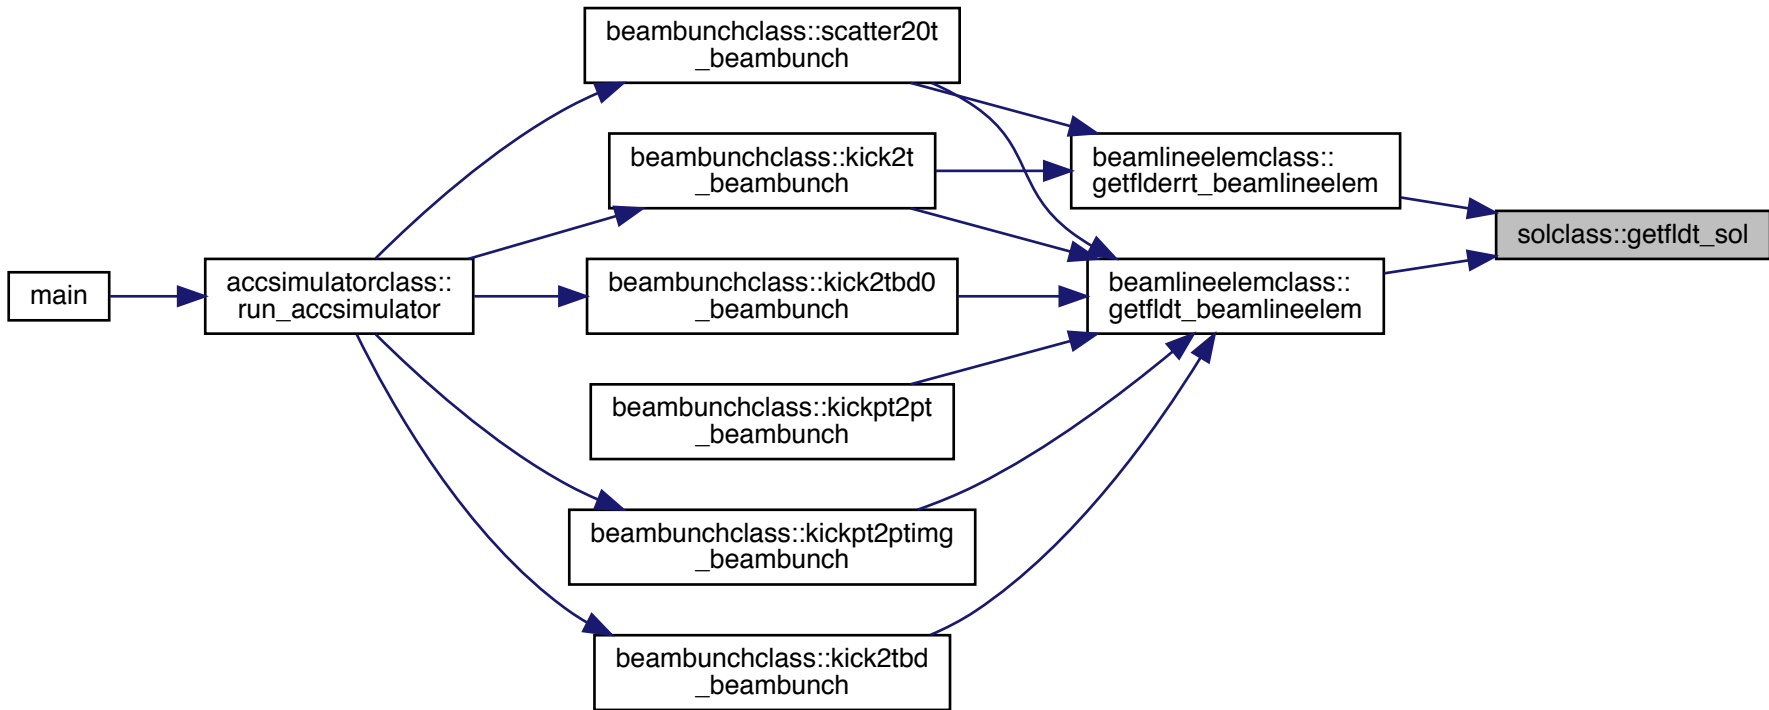 beambunchclass::scatter20t
_beambunch
beambunchclass::kick2t
_beambunch
beamlineelemclass::
getflderrt_beamlineelem
solclass::getfldt_sol
main
accsimulatorclass::
run_accsimulator
beambunchclass::kick2tbd0
_beambunch
beamlineelemclass::
getfldt_beamlineelem
beambunchclass::kickpt2pt
_beambunch
beambunchclass::kickpt2ptimg
_beambunch
beambunchclass::kick2tbd
_beambunch